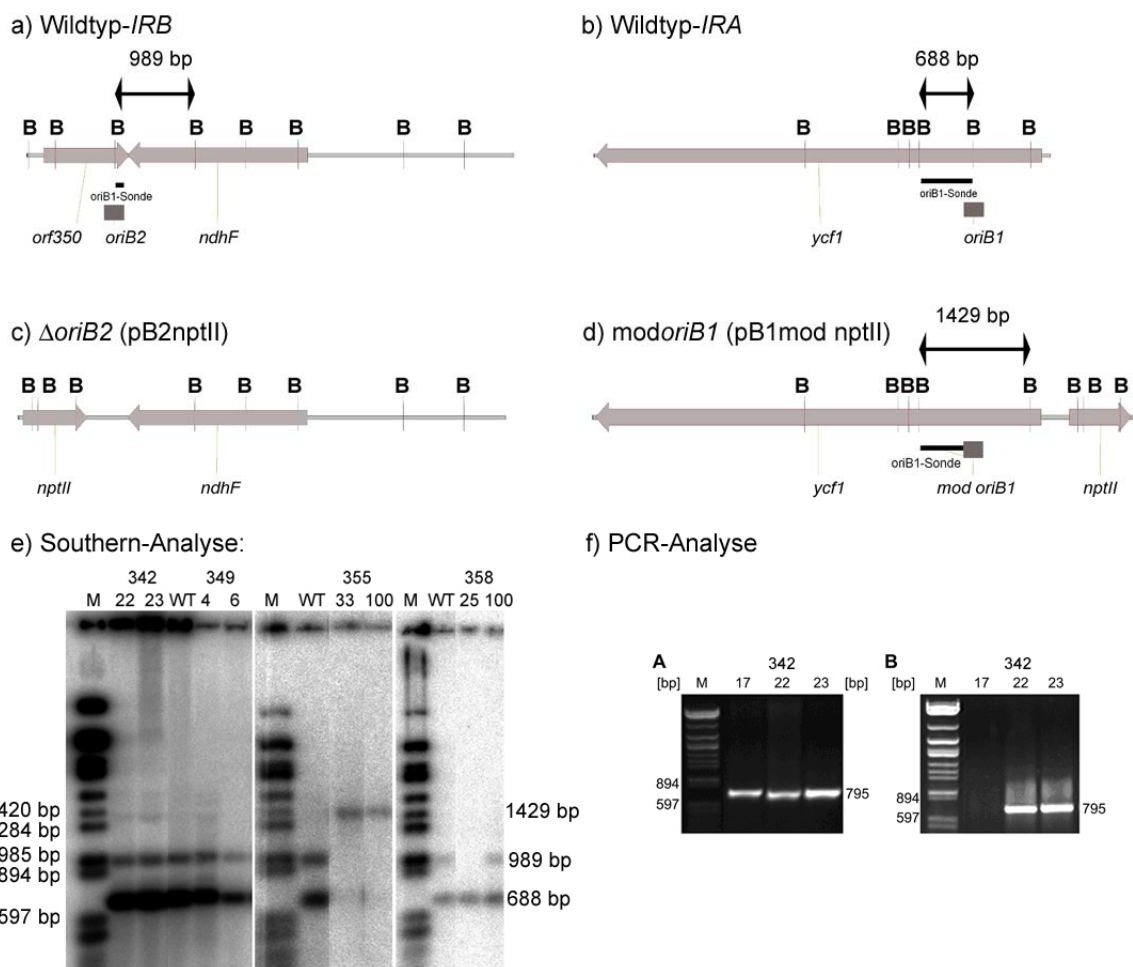 a) Wildtyp-IRB
989 bp
B B B B B B B B
oriB1-Sonde
orf350 oriB2 ndhF
b) Wildtyp-IRA
688 bp
B B B B B B
oriB1-Sonde
ycf1 oriB1
c) ΔoriB2 (pB2nptII)
B B B B B B B B
nptII ndhF
d) modoriB1 (pB1mod nptII)
1429 bp
B B B B B B B B
oriB1-Sonde
ycf1 mod oriB1 nptII
e) Southern-Analyse:
342 349
M 22 23 WT 4 6
355
M WT 33 100
358
M WT 25 100
420 bp
284 bp
985 bp
894 bp
597 bp
1429 bp
989 bp
688 bp
f) PCR-Analyse
A 342
[bp] M 17 22 23 [bp]
894
597
795
B 342
M 17 22 23
894
597
795